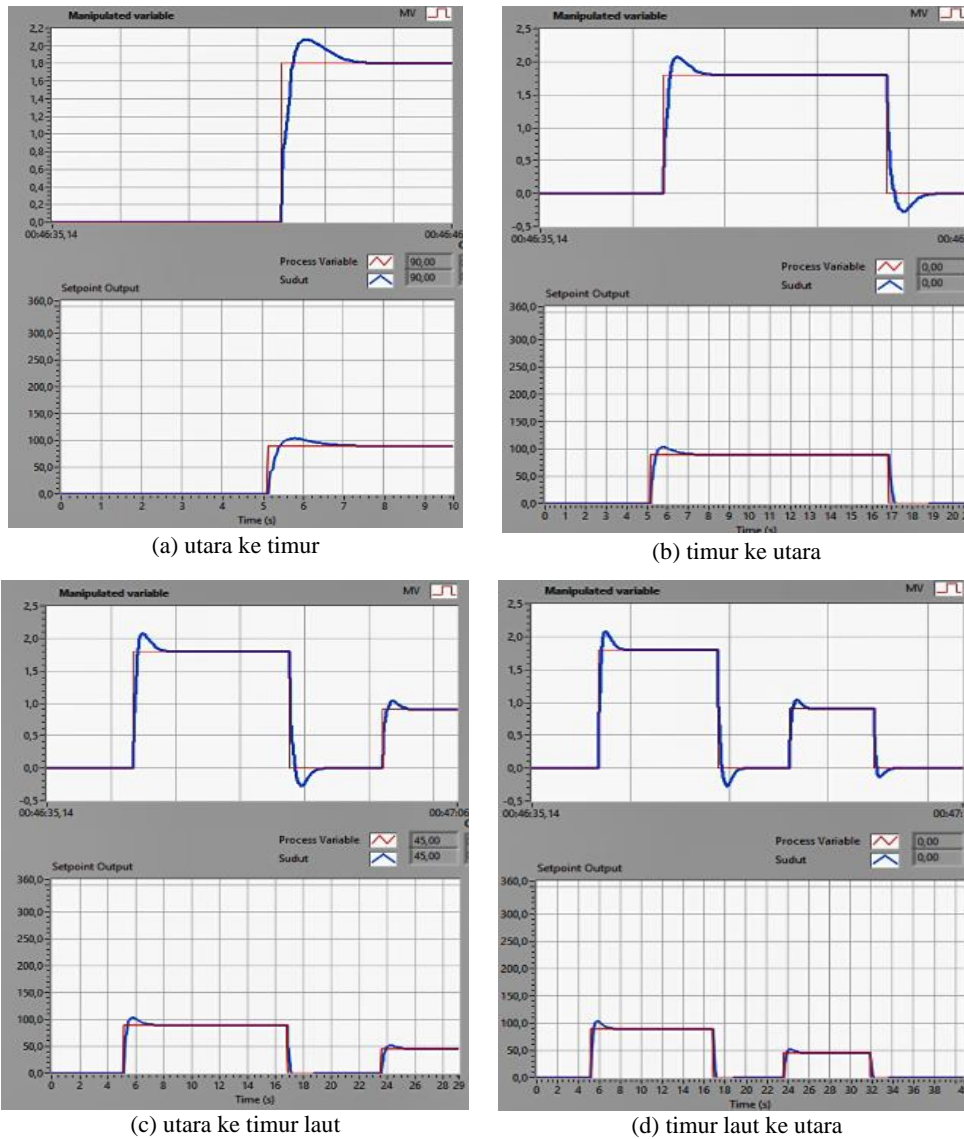 Manipulated variable MV
2,2
2,0
1,8
1,6
1,4
1,2
1,0
0,8
0,6
0,4
0,2
0,0
00:46:35,14 00:46:46
Process Variable 90,00
Sudut 90,00
Setpoint Output
360,0
300,0
250,0
200,0
150,0
100,0
50,0
0,0
0 1 2 3 4 5 6 7 8 9 10
Time (s)
(a) utara ke timur
Manipulated variable MV
2,5
2,0
1,5
1,0
0,5
0,0
-0,5
00:46:35,14 00:46
Process Variable 0,00
Sudut 0,00
Setpoint Output
360,0
300,0
250,0
200,0
150,0
100,0
50,0
0,0
0 1 2 3 4 5 6 7 8 9 10 11 12 13 14 15 16 17 18 19 20
Time (s)
(b) timur ke utara
Manipulated variable MV
2,5
2,0
1,5
1,0
0,5
0,0
-0,5
00:46:35,14 00:47:06
Process Variable 45,00
Sudut 45,00
Setpoint Output
360,0
300,0
250,0
200,0
150,0
100,0
50,0
0,0
0 2 4 6 8 10 12 14 16 18 20 22 24 26 28 29
Time (s)
(c) utara ke timur laut
Manipulated variable MV
2,5
2,0
1,5
1,0
0,5
0,0
-0,5
00:46:35,14 00:47:
Process Variable 0,00
Sudut 0,00
Setpoint Output
360,0
300,0
250,0
200,0
150,0
100,0
50,0
0,0
0 2 4 6 8 10 12 14 16 18 20 22 24 26 28 30 32 34 36 38 4
Time (s)
(d) timur laut ke utara